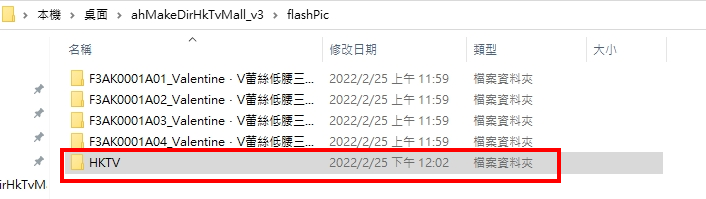 本機 › 桌面 › ahMakeDirHkTvMall_v3 › flashPic
名稱 修改日期 類型 大小
F3AK0001A01_Valentine‧V蕾絲低腰三... 2022/2/25 上午 11:59 檔案資料夾
F3AK0001A02_Valentine‧V蕾絲低腰三... 2022/2/25 上午 11:59 檔案資料夾
F3AK0001A03_Valentine‧V蕾絲低腰三... 2022/2/25 上午 11:59 檔案資料夾
F3AK0001A04_Valentine‧V蕾絲低腰三... 2022/2/25 上午 11:59 檔案資料夾
HKTV 2022/2/25 下午 12:02 檔案資料夾
irHkTvMa